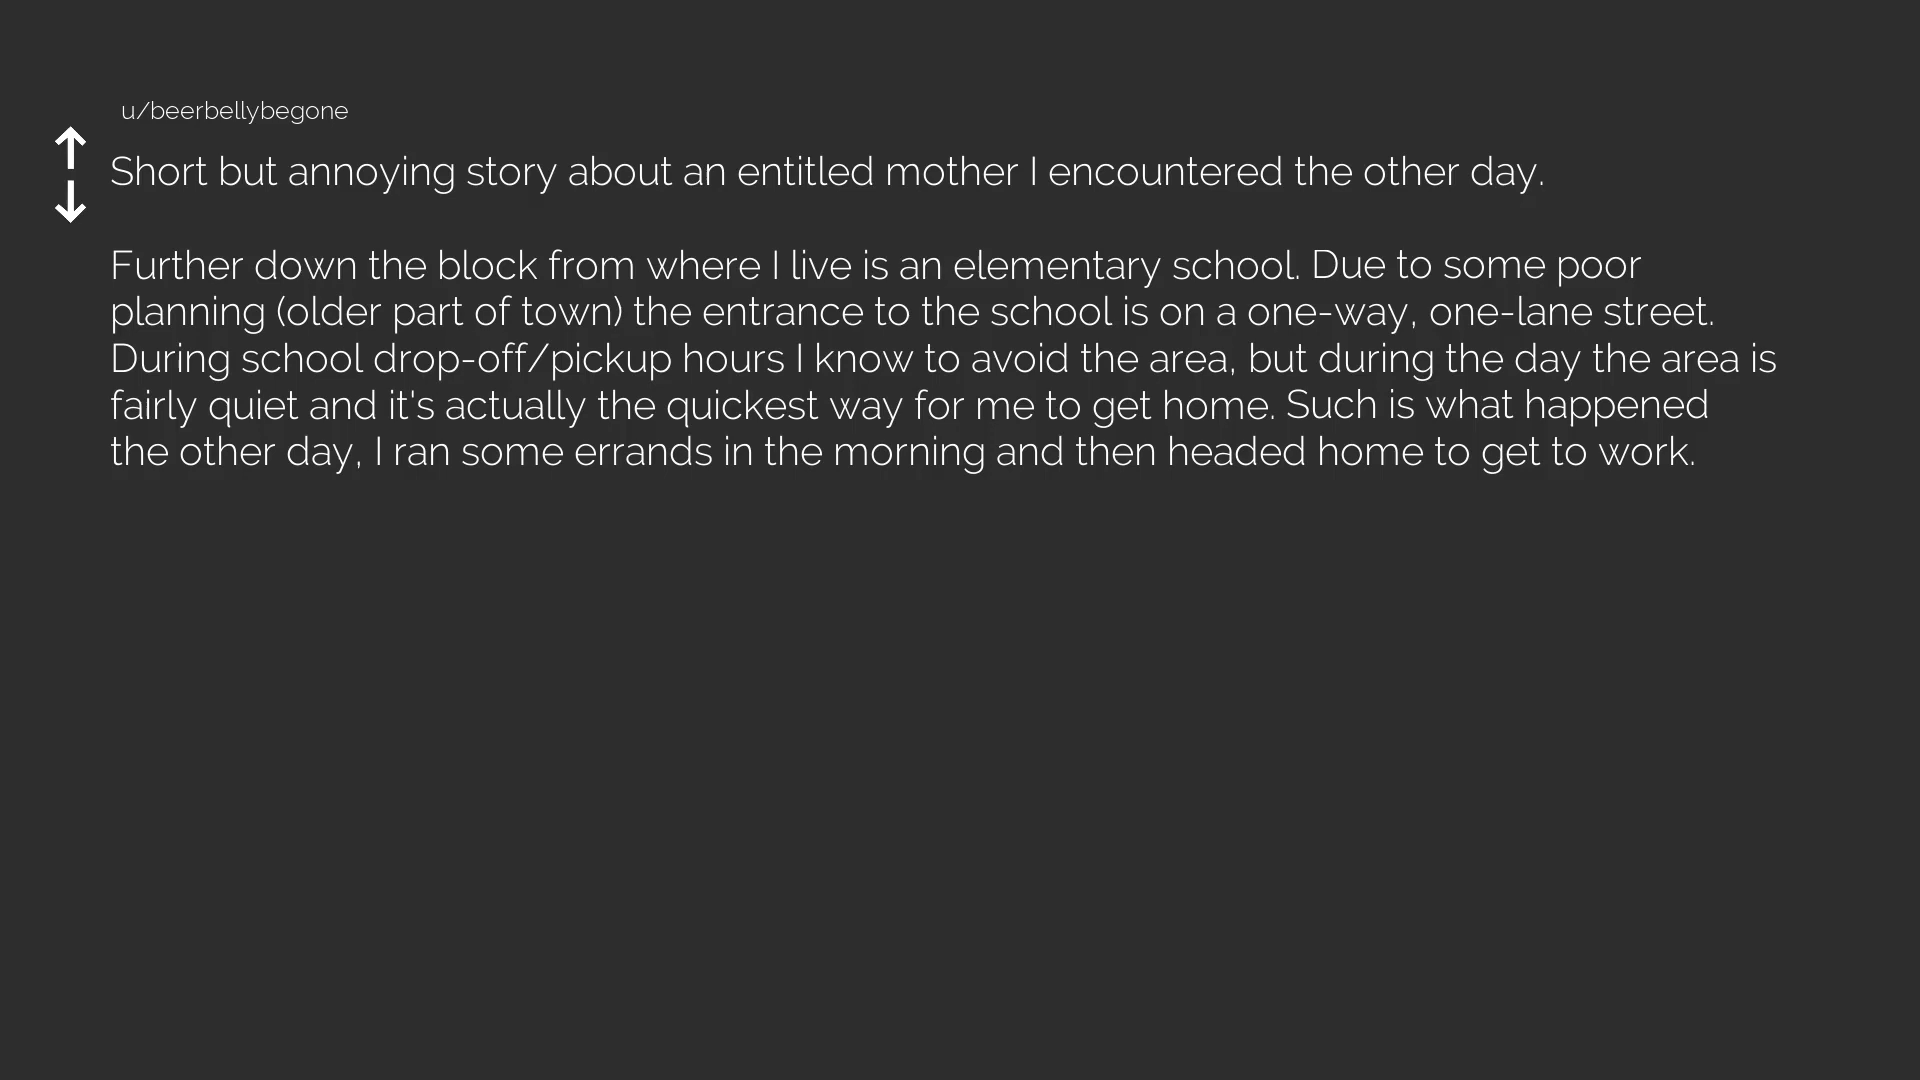 u/beerbellybegone
Short but annoying story about an entitled mother I encountered the other day.
Further down the block from where I live is an elementary school. Due to some poor
planning (older part of town) the entrance to the school is on a one-way, one-lane street.
During school drop-off/pickup hours I know to avoid the area, but during the day the area is
fairly quiet and it's actually the quickest way for me to get home. Such is what happened
the other day, I ran some errands in the morning and then headed home to get to work.